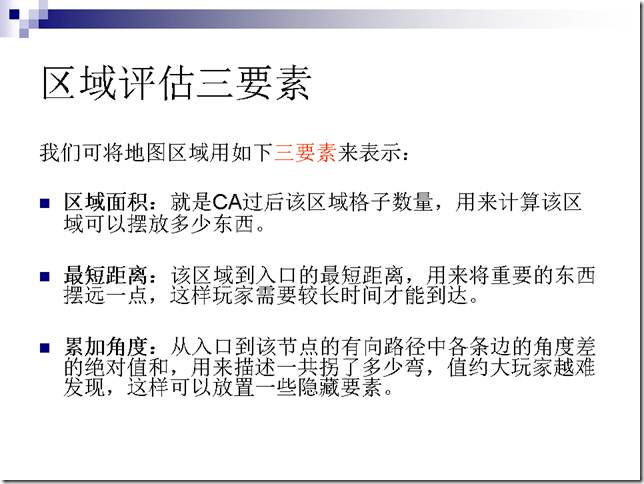 区域评估三要素
我们可将地图区域用如下三要素来表示：
区域面积：就是CA过后该区域格子数量，用来计算该区
域可以摆放多少东西。
最短距离：该区域到入口的最短距离，用来将重要的东西
摆远一点，这样玩家需要较长时间才能到达。
累加角度：从入口到该节点的有向路径中各条边的角度差
的绝对值和，用来描述一共拐了多少弯，值约大玩家越难
发现，这样可以放置一些隐藏要素。